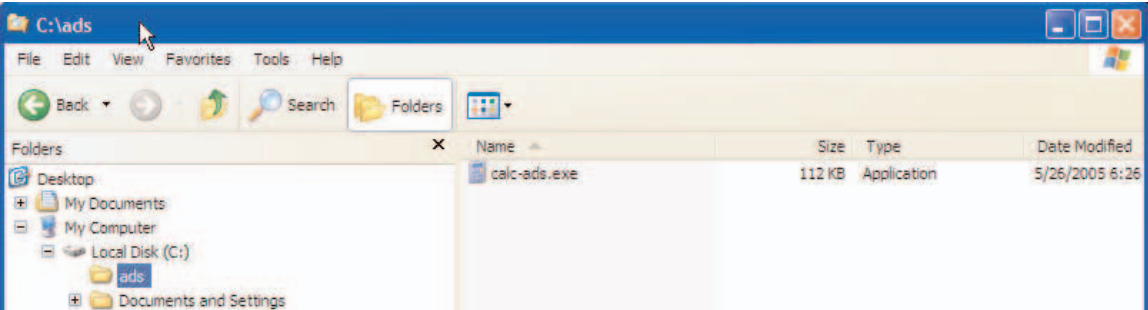 C:\ads
File Edit View Favorites Tools Help
Back Search Folders
Folders x Name Size Type Date Modified
calc-ads.exe 112 KB Application 5/26/2005 6:26
Desktop
My Documents
My Computer
Local Disk (C:)
ads
Documents and Settings